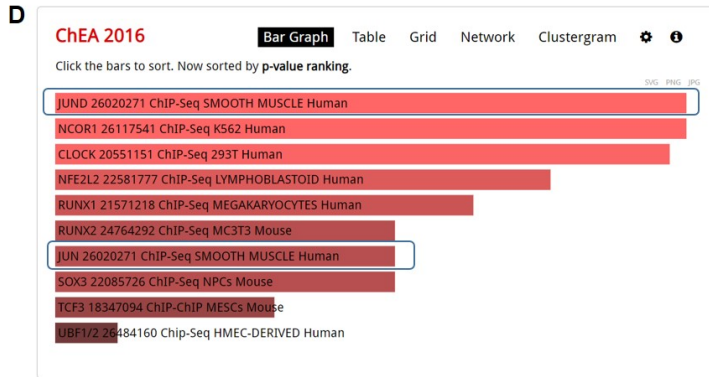 D
ChEA 2016 Bar Graph Table Grid Network Clustergram
Click the bars to sort. Now sorted by p-value ranking.
SVG PNG JPG
JUND 26020271 ChIP-Seq SMOOTH MUSCLE Human
NCOR1 26117541 ChIP-Seq K562 Human
CLOCK 20551151 ChIP-Seq 293T Human
NFE2L2 22581777 ChIP-Seq LYMPHOBLASTOID Human
RUNX1 21571218 ChIP-Seq MEGAKARYOCYTES Human
RUNX2 24764292 ChIP-Seq MC3T3 Mouse
JUN 26020271 ChIP-Seq SMOOTH MUSCLE Human
SOX3 22085726 ChIP-Seq NPCs Mouse
TCF3 18347094 ChIP-ChIP MESCs Mouse
UBF1/2 26484160 Chip-Seq HMEC-DERIVED Human